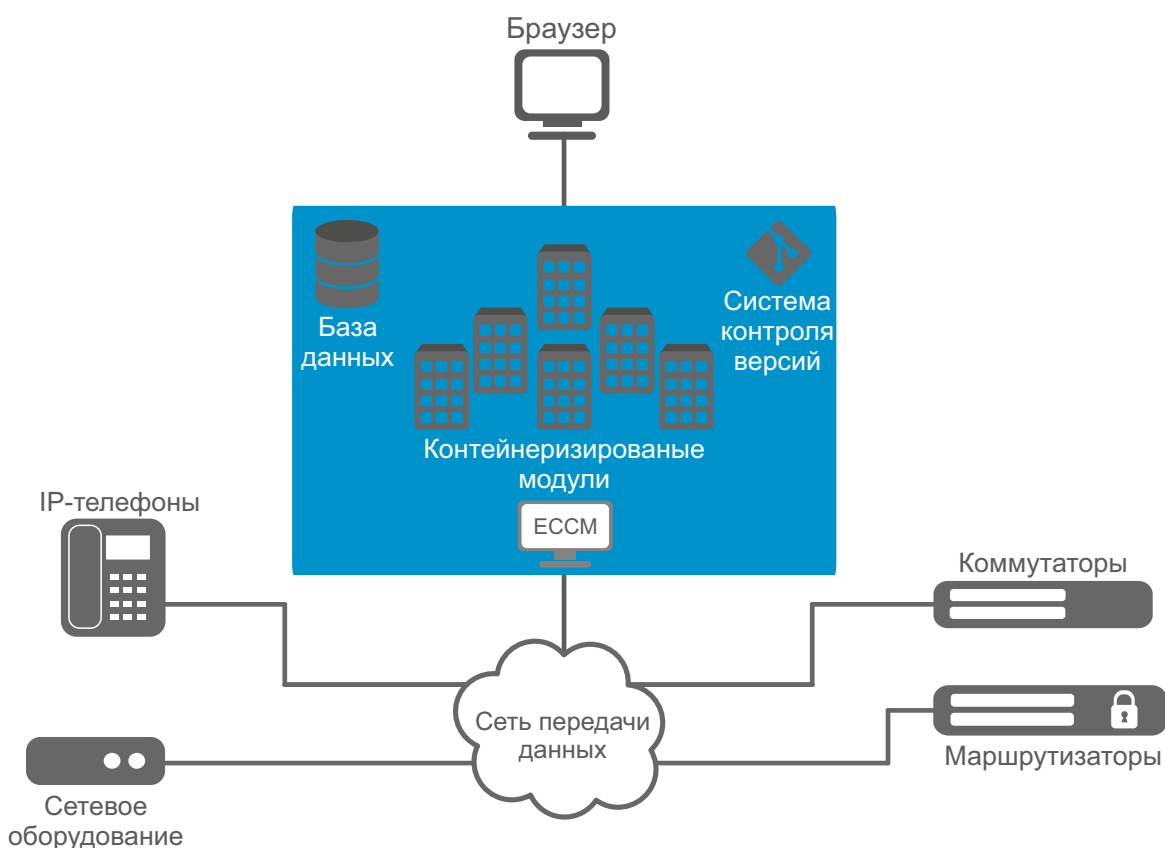 Браузер
База
данных
Система
контроля
версий
Контейнеризированые
модули
ECCM
IP-телефоны
Коммутаторы
Сеть передачи
данных
Маршрутизаторы
Сетевое
оборудование